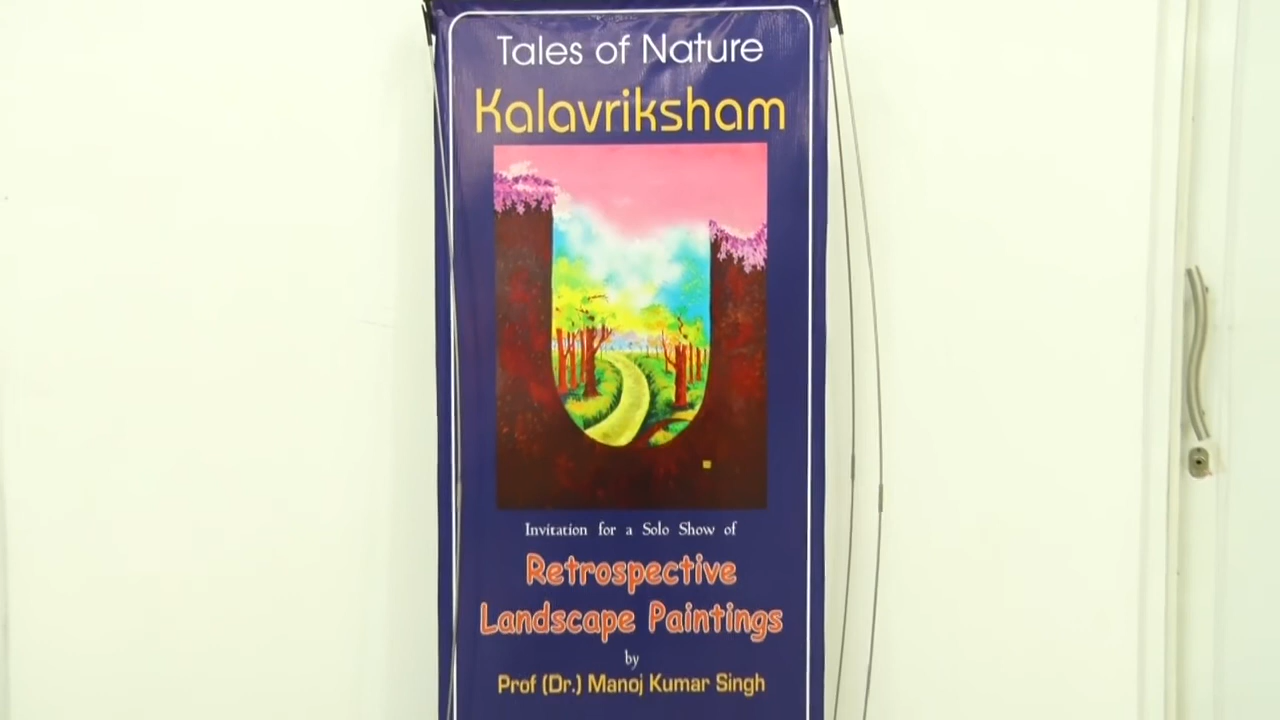 Tales of Nature
Kalavriksham
Invitation for a Solo Show of
Retrospective
Landscape Paintings
by
Prof (Dr.) Manoj Kumar Singh